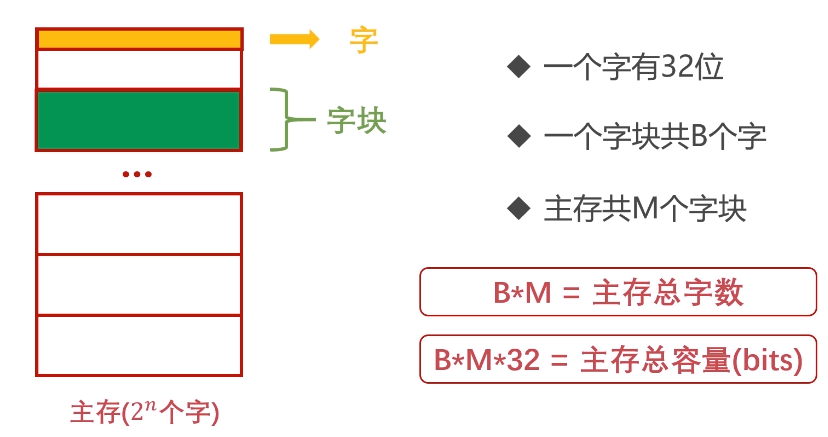 字
字块
...
主存(2ⁿ个字)
◆ 一个字有32位
◆ 一个字块共B个字
◆ 主存共M个字块
B*M = 主存总字数
B*M*32 = 主存总容量(bits)